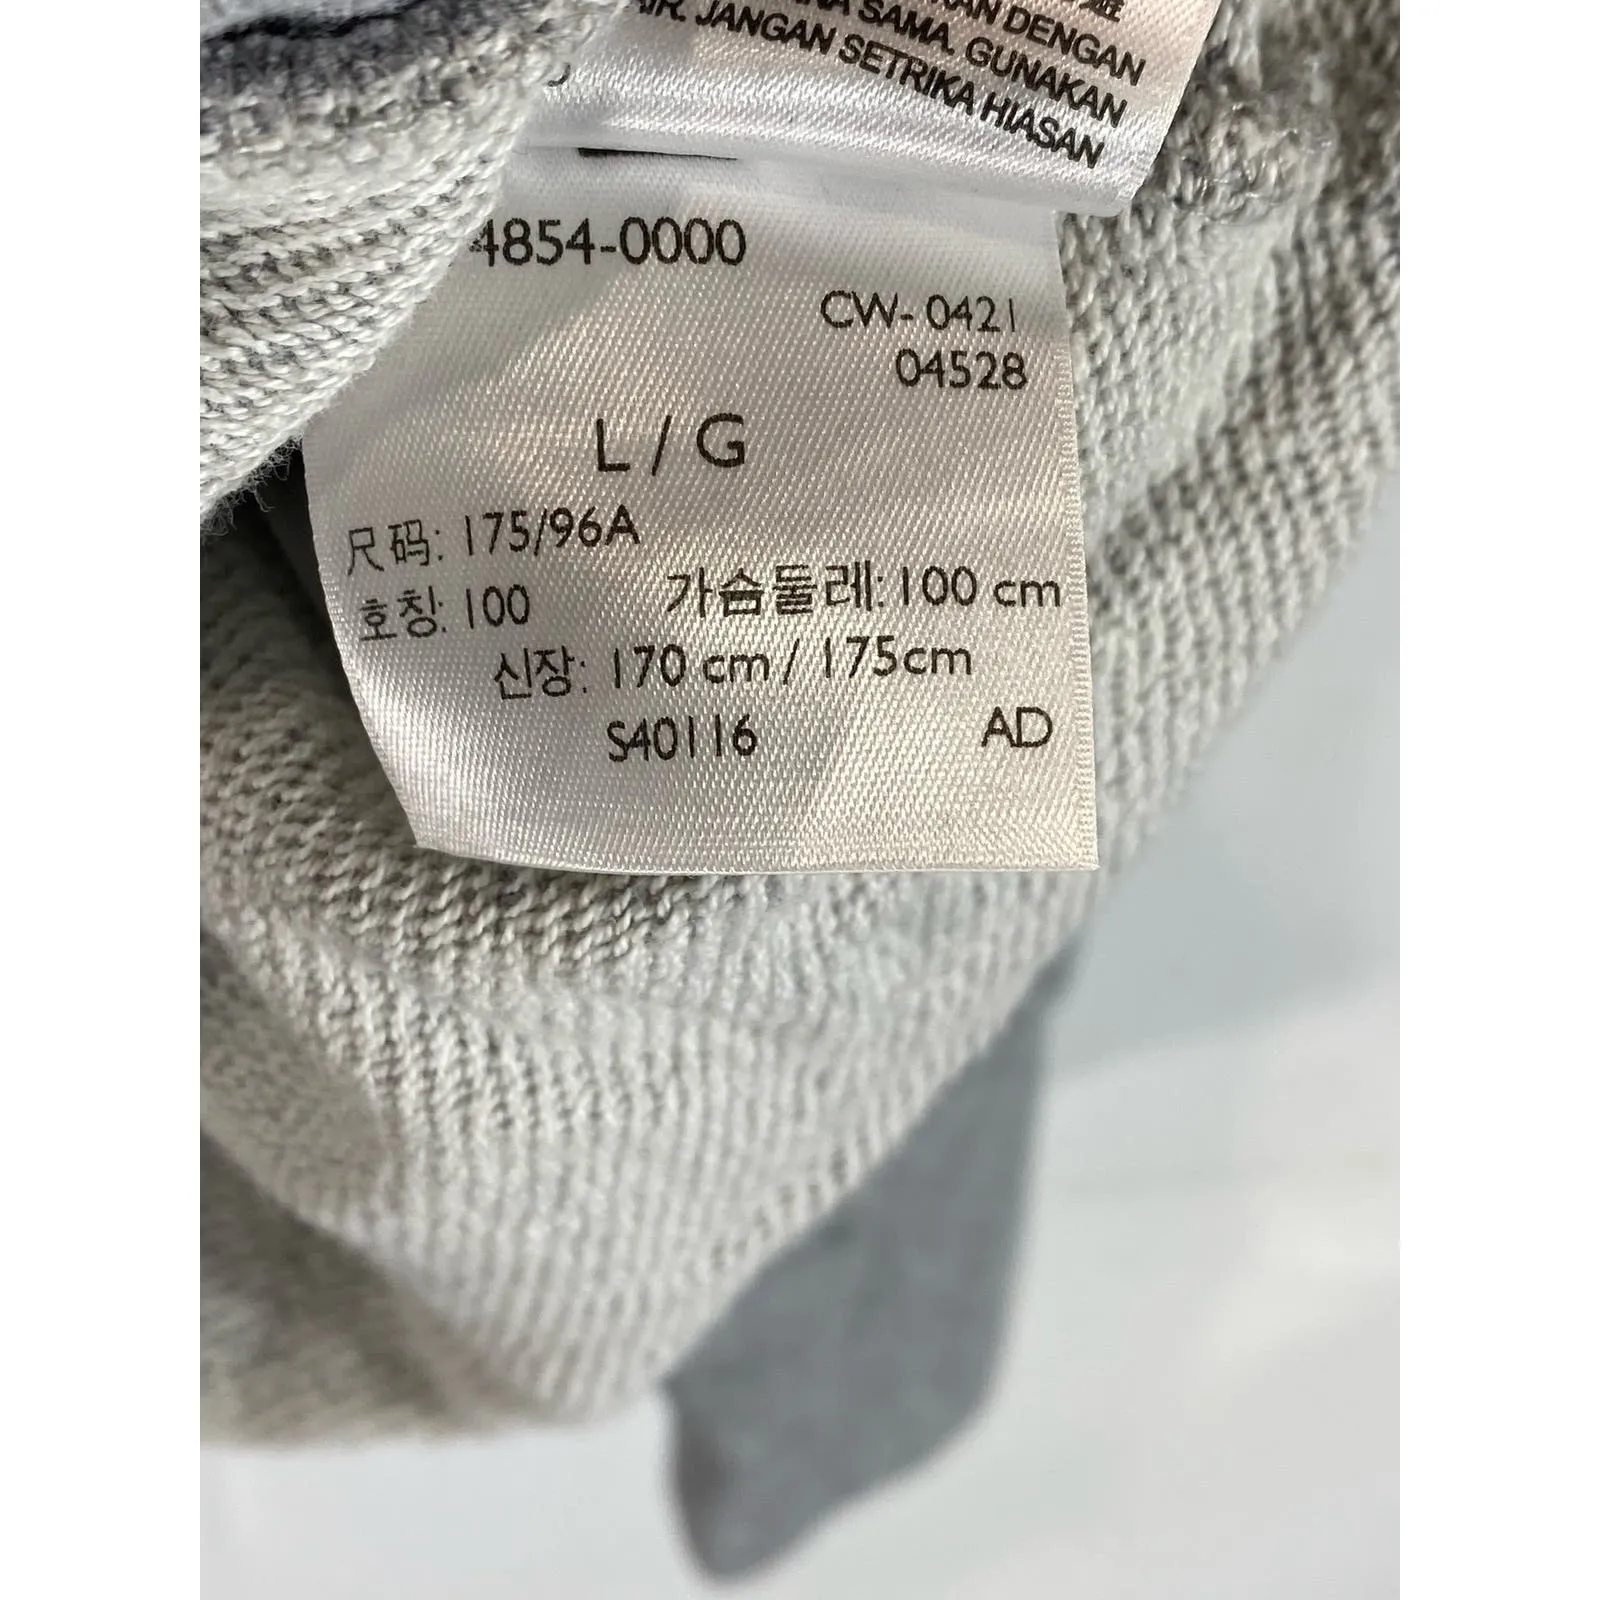 DENGAN
SAMA. GUNAKAN
JANGAN SETRIKA HIASAN
4854-0000
CW- 0421
04528
L / G
尺码: 175/96A
호칭: 100 가슴둘레: 100 cm
신장: 170 cm / 175cm
S40116 AD